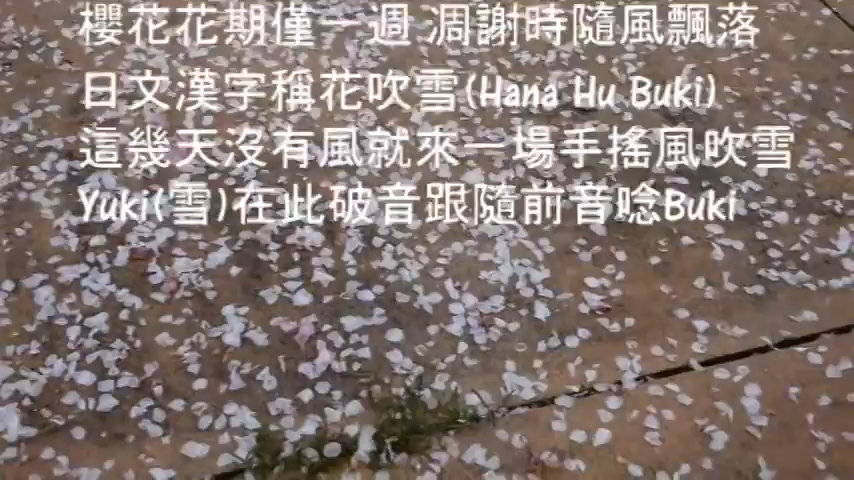 櫻花花期僅一週 凋謝時隨風飄落
日文漢字稱花吹雪(Hana Hu Buki)
這幾天沒有風就來一場手搖風吹雪
Yuki(雪)在此破音跟隨前音唸Buki